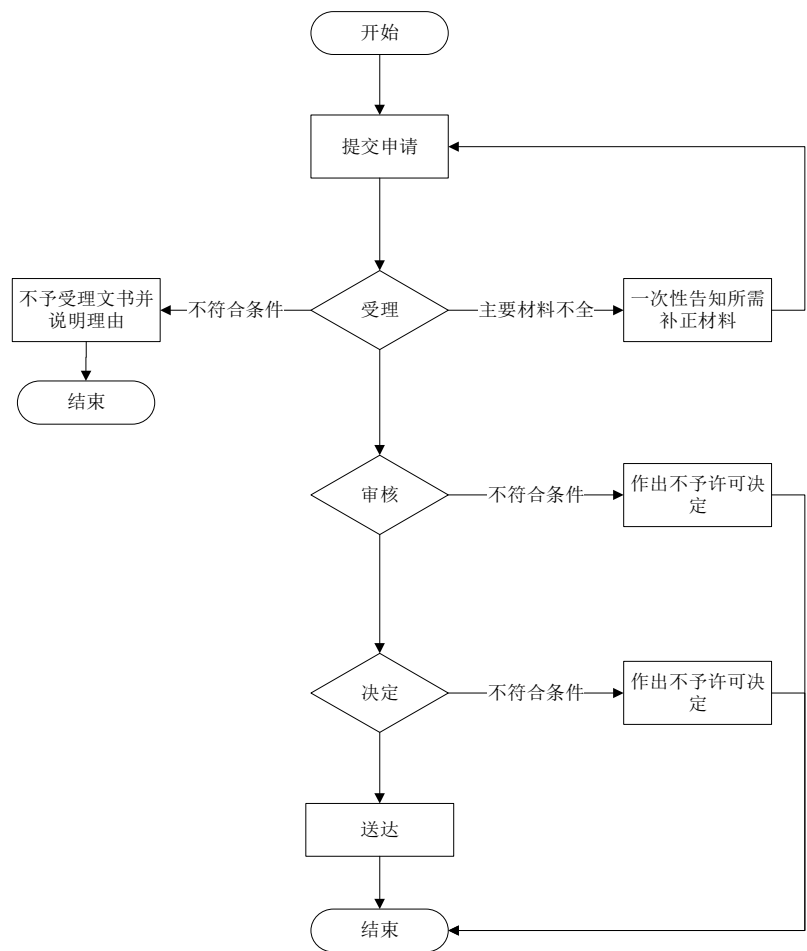 开始
提交申请
不予受理文书并
说明理由
不符合条件
受理
主要材料不全
一次性告知所需
补正材料
结束
审核
不符合条件
作出不予许可决
定
决定
不符合条件
作出不予许可决
定
送达
结束